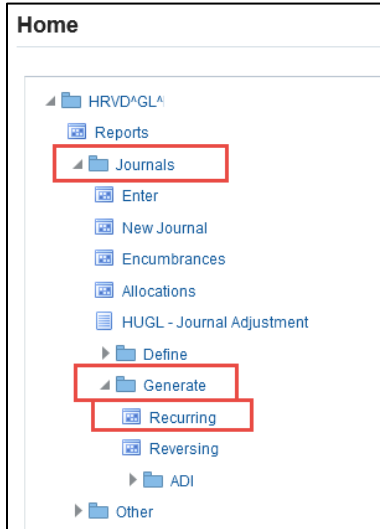 Home
HRVD^GL^
Reports
Journals
Enter
New Journal
Encumbrances
Allocations
HUGL - Journal Adjustment
Define
Generate
Recurring
Reversing
ADI
Other